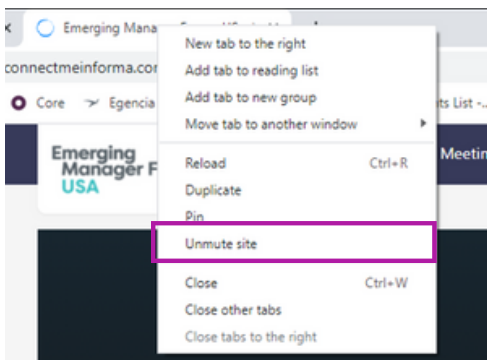 Emerging Mana
New tab to the right
connectmeinforma.cor
Add tab to reading list
Core Egencia
Add tab to new group
ts List -..
Move tab to another window
Emerging
Manager F
USA
Meetin
Reload Ctrl+R
Duplicate
Pin
Unmute site
Close Ctrl+W
Close other tabs
Close tabs to the right